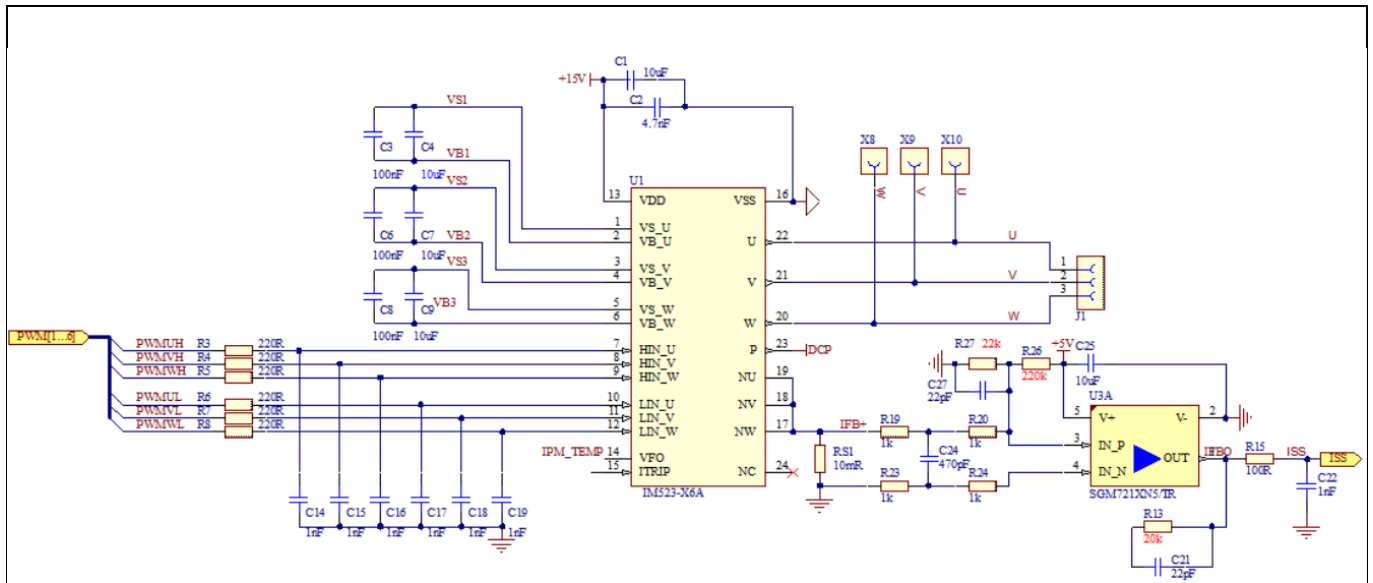 C1
10uF
+15V
C2
4.7nF
VS1
C3
C4
VB1
100nF
10uF
VS2
C6
C7
VB2
100nF
10uF
VS3
C8
C9
VB3
100nF
10uF
X8
X9
X10
W
V
U
U1
13
VDD
VSS
16
1
VS_U
2
VB_U
U
22
U
3
VS_V
4
VB_V
V
21
V
5
VS_W
6
VB_W
W
20
W
1
2
3
J1
PWM[1...6]
PWMUH
R3
220R
7
HIN_U
P
23
DCP
PWMVH
R4
220R
8
HIN_V
PWMWH
R5
220R
9
HIN_W
NU
19
PWMUL
R6
220R
10
LIN_U
NV
18
PWMVL
R7
220R
11
LIN_V
PWMWL
R8
220R
12
LIN_W
NW
17
IPM_TEMP
14
VFO
15
ITRIP
NC
24
IM523-X6A
C14
C15
C16
C17
C18
C19
1nF
1nF
1nF
1nF
1nF
1nF
R27
22k
R26
220k
+5V
C25
10uF
C27
22pF
U3A
5
V+
V-
2
3
IN_P
4
IN_N
OUT
SGM721XN5/TR
IFB+
R19
1k
R20
1k
RS1
10mR
C24
470pF
R23
1k
R24
1k
R15
100R
ISS
ISS
C22
1nF
R13
20k
C21
22pF